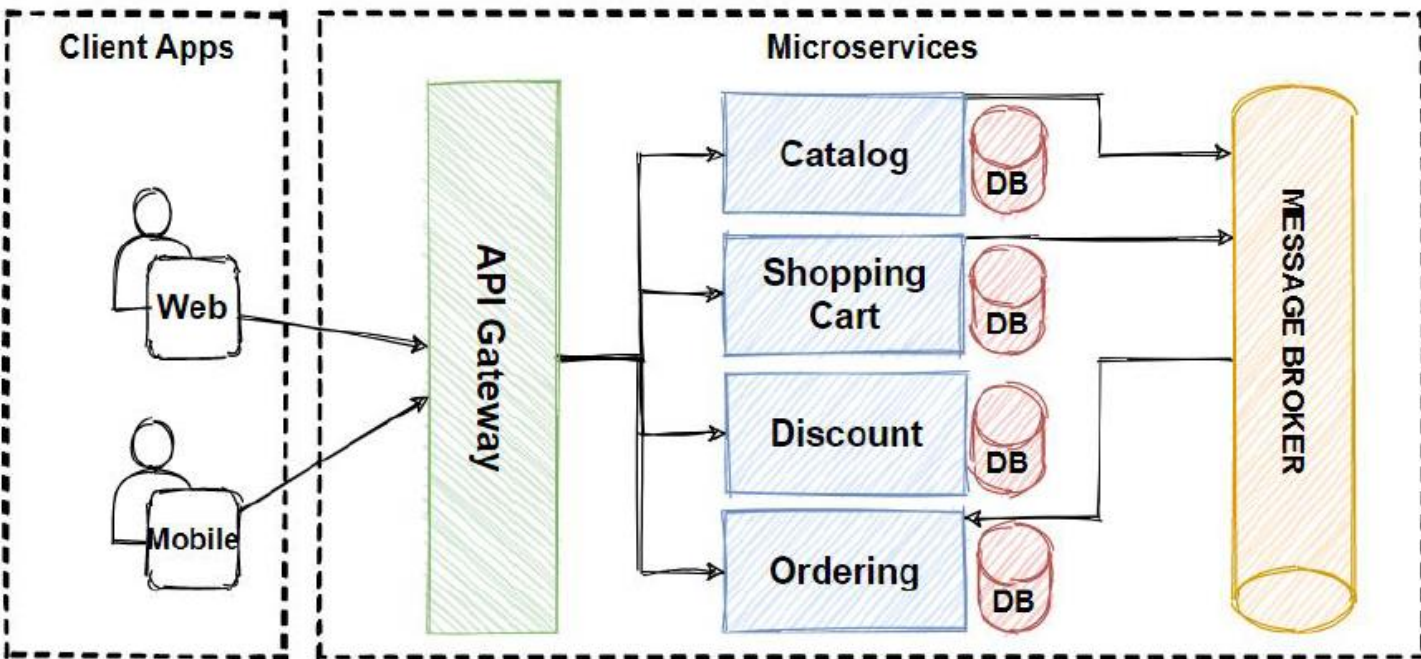 Client Apps
Microservices
Web
Mobile
API Gateway
Catalog
DB
Shopping
Cart
DB
Discount
DB
Ordering
DB
MESSAGE BROKER